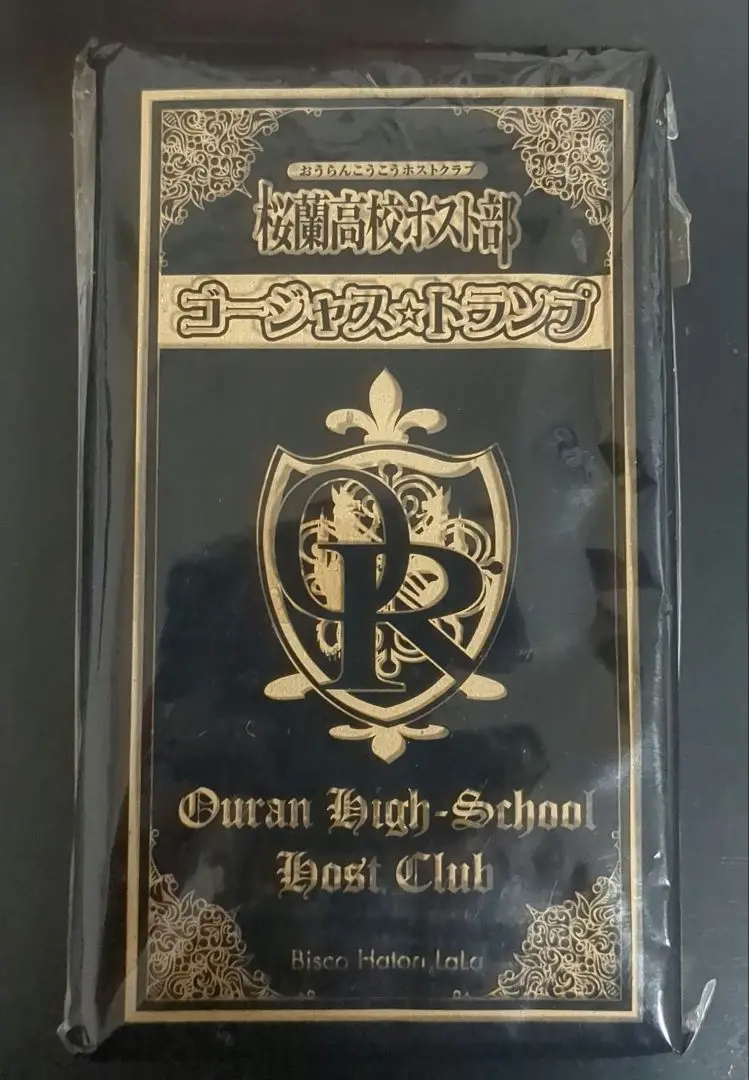 おうらんこうこうホストクラブ
桜蘭高校ホスト部
ゴージャス☆トランプ
OR
Ouran High-School
Host Club
Bisco Hatori, LaLa